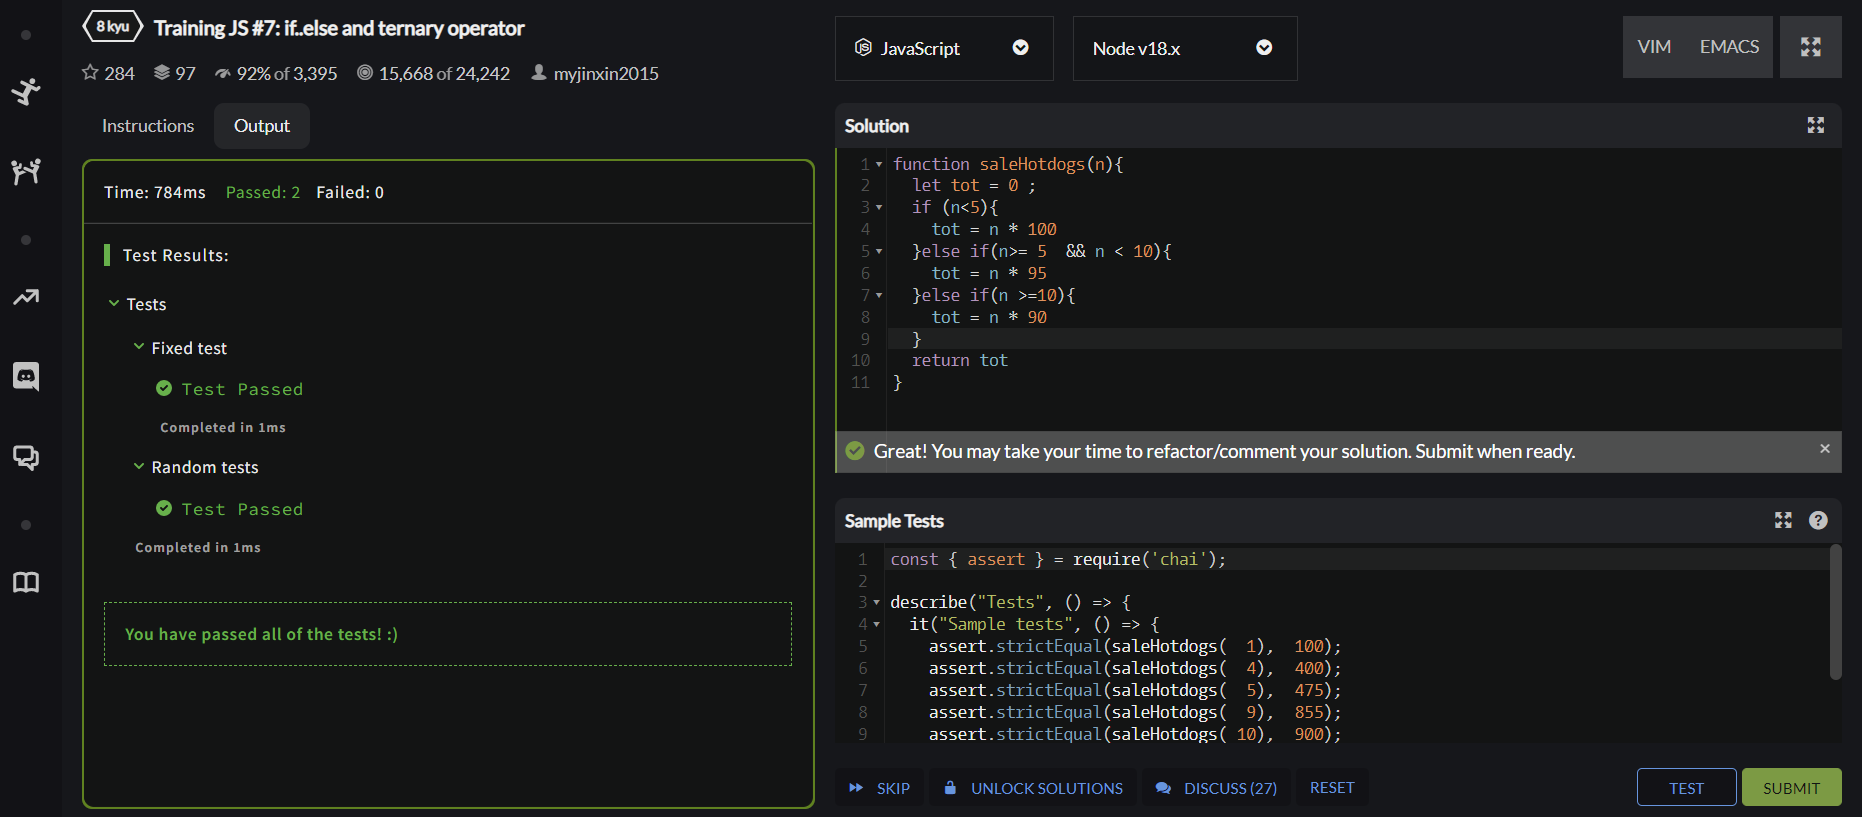 8 kyu Training JS #7: if..else and ternary operator
284 97 92% of 3,395 15,668 of 24,242 myjinxin2015
Instructions Output
Time: 784ms Passed: 2 Failed: 0
Test Results:
Tests
Fixed test
Test Passed
Completed in 1ms
Random tests
Test Passed
Completed in 1ms
You have passed all of the tests! :)
JavaScript Node v18.x VIM EMACS
Solution
1 function saleHotdogs(n){
2   let tot = 0 ;
3   if (n<5){
4     tot = n * 100
5   }else if(n>= 5  && n < 10){
6     tot = n * 95
7   }else if(n >=10){
8     tot = n * 90
9   }
10   return tot
11 }
Great! You may take your time to refactor/comment your solution. Submit when ready. ×
Sample Tests ?
1 const { assert } = require('chai');
2
3 describe("Tests", () => {
4   it("Sample tests", () => {
5     assert.strictEqual(saleHotdogs(  1),  100);
6     assert.strictEqual(saleHotdogs(  4),  400);
7     assert.strictEqual(saleHotdogs(  5),  475);
8     assert.strictEqual(saleHotdogs(  9),  855);
9     assert.strictEqual(saleHotdogs( 10),  900);
SKIP UNLOCK SOLUTIONS DISCUSS (27) RESET TEST SUBMIT